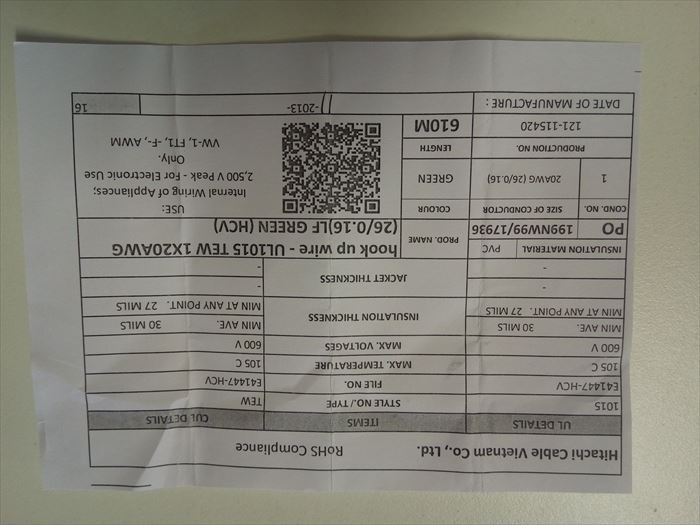 Hitachi Cable Vietnam Co., Ltd. RoHS Compliance
UL DETAILS ITEMS CUL DETAILS
1015 STYLE NO./ TYPE TEW
E41447-HCV FILE NO. E41447-HCV
105 C MAX. TEMPERATURE 105 C
600 V MAX. VOLTAGES 600 V
MIN AVE. 30 MILS INSULATION THICKNESS MIN AVE. 30 MILS
MIN AT ANY POINT. 27 MILS MIN AT ANY POINT. 27 MILS
- JACKET THICKNESS -
- -
INSULATION MATERIAL PVC PROD. NAME hook up wire - UL1015 TEW 1X20AWG
PO 199NW99/17936 (26/0.16)LF GREEN (HCV)
COND. NO. SIZE OF CONDUCTOR COLOUR USE:
1 20AWG (26/0.16) GREEN Internal Wiring of Appliances;
2,500 V Peak - For Electronic Use
Only.
PRODUCTION NO. LENGTH VW-1, FT1, -F-, AWM
121-115420 610M
DATE OF MANUFACTURE : 11 -2013- 16